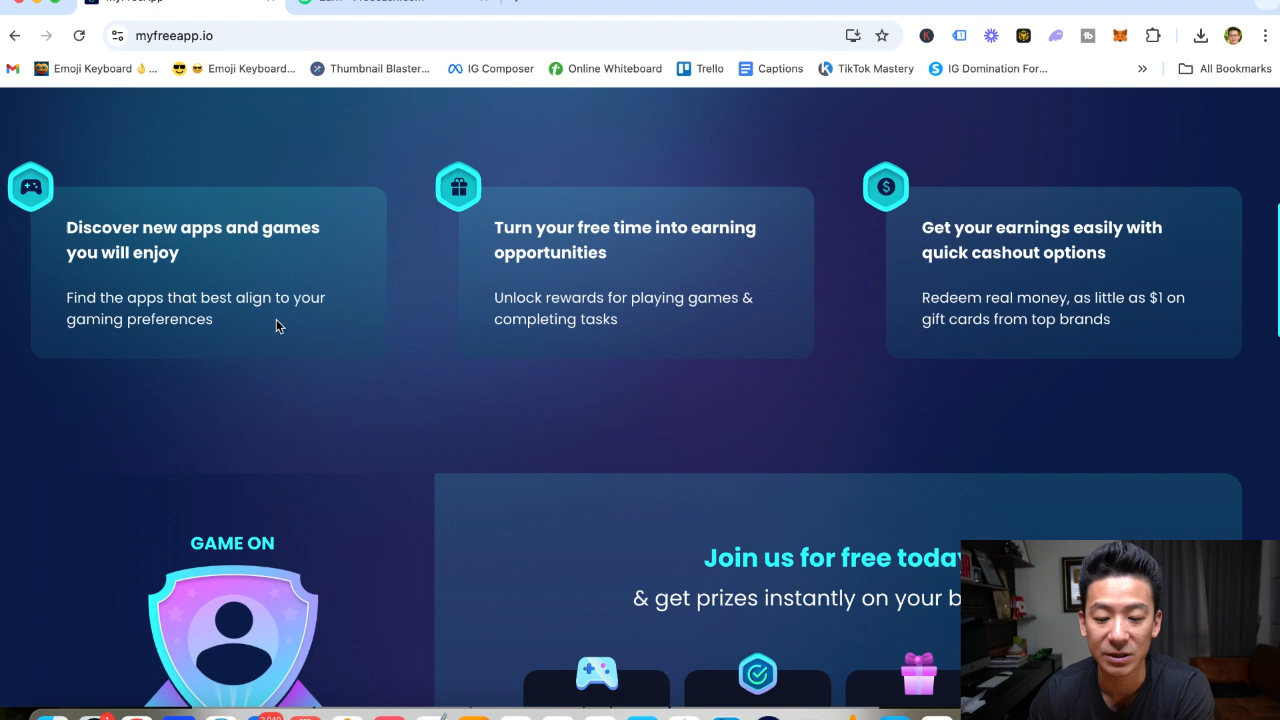 MyFreeApp
myfreeapp.io
Emoji Keyboard 👌 ...
😎 Emoji Keyboard...
Thumbnail Blaster...
IG Composer
Online Whiteboard
Trello
Captions
TikTok Mastery
IG Domination For...
All Bookmarks
Discover new apps and games
you will enjoy
Find the apps that best align to your
gaming preferences
Turn your free time into earning
opportunities
Unlock rewards for playing games &
completing tasks
Get your earnings easily with
quick cashout options
Redeem real money, as little as $1 on
gift cards from top brands
GAME ON
Join us for free today
& get prizes instantly on your b